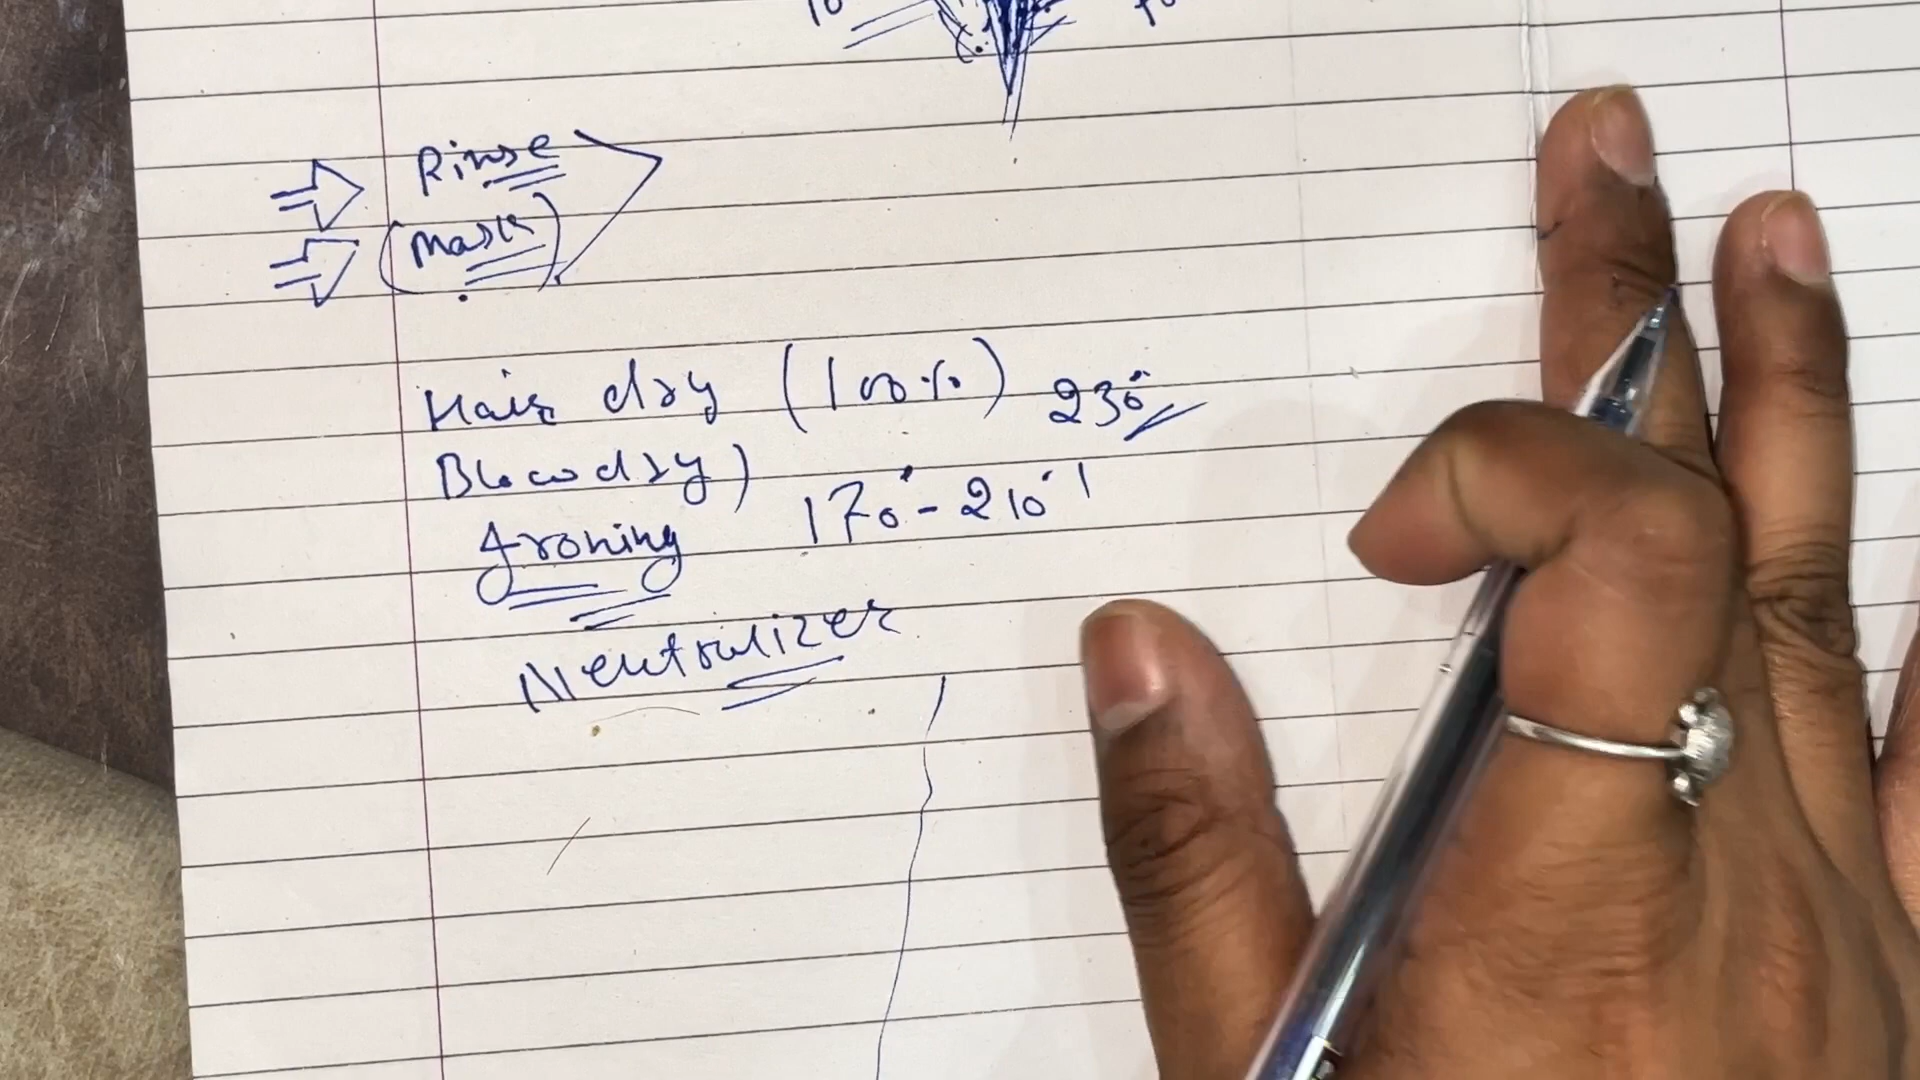 Rinse
(Mask)
Hair dry (100%) 230°
Blow dry)
170° - 210°
Ironing
Neutralizer